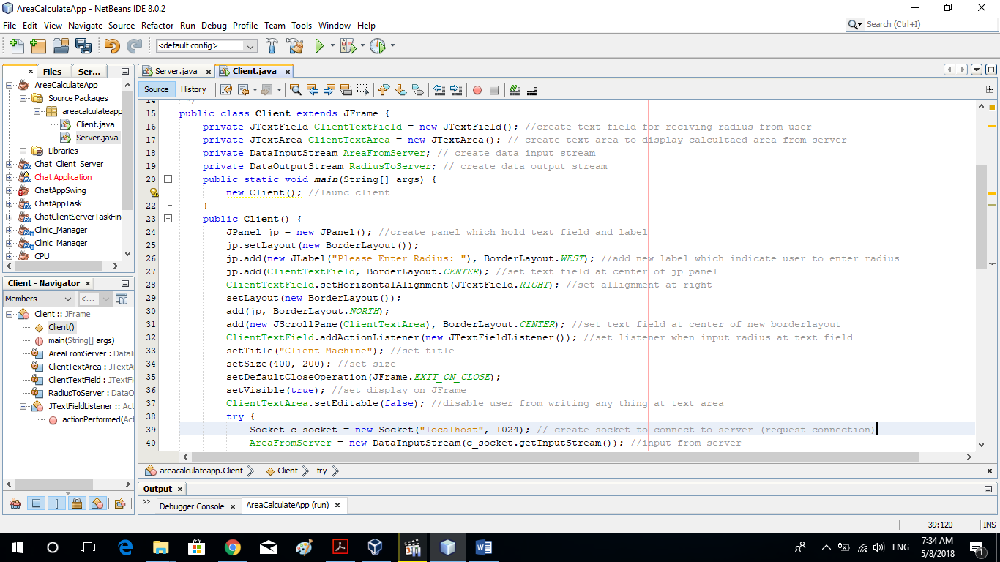 AreaCalculateApp - NetBeans IDE 8.0.2
File Edit View Navigate Source Refactor Run Debug Profile Team Tools Window Help
Search (Ctrl+I)
<default config>
Files Ser...
AreaCalculateApp
Source Packages
areacalculateapp
Client.java
Server.java
Libraries
Chat_Client_Server
Chat Application
ChatAppSwing
ChatAppTask
ChatClientServerTaskFin
Clinic_Manager
Clinic_Manager
CPU
Client - Navigator
Members <...
Client :: JFrame
Client()
main(String[] args)
AreaFromServer : DataI
ClientTextArea : JTextA
ClientTextField : JTextFi
RadiusToServer : DataO
JTextFieldListener :: Act
actionPerformed(Act
Server.java Client.java
Source History
14 */
15 public class Client extends JFrame {
16 private JTextField ClientTextField = new JTextField(); //create text field for reciving radius from user
17 private JTextArea ClientTextArea = new JTextArea(); // create text area to display calcultaed area from server
18 private DataInputStream AreaFromServer; // create data input stream
19 private DataOutputStream RadiusToServer; // create data output stream
20 public static void main(String[] args) {
new Client(); //launc client
22 }
23 public Client() {
24 JPanel jp = new JPanel(); //create panel which hold text field and label
25 jp.setLayout(new BorderLayout());
26 jp.add(new JLabel("Please Enter Radius: "), BorderLayout.WEST); //add new label which indicate user to enter radius
27 jp.add(ClientTextField, BorderLayout.CENTER); //set text field at center of jp panel
28 ClientTextField.setHorizontalAlignment(JTextField.RIGHT); //set allignment at right
29 setLayout(new BorderLayout());
30 add(jp, BorderLayout.NORTH);
31 add(new JScrollPane(ClientTextArea), BorderLayout.CENTER); //set text field at center of new borderlayout
32 ClientTextField.addActionListener(new JTextFieldListener()); //set listener when input radius at text field
33 setTitle("Client Machine"); //set title
34 setSize(400, 200); //set size
35 setDefaultCloseOperation(JFrame.EXIT_ON_CLOSE);
36 setVisible(true); //set display on JFrame
37 ClientTextArea.setEditable(false); //disable user from writing any thing at text area
38 try {
39 Socket c_socket = new Socket("localhost", 1024); // create socket to connect to server (request connection)
40 AreaFromServer = new DataInputStream(c_socket.getInputStream()); //input from server
areacalculateapp.Client Client try
Output
Debugger Console AreaCalculateApp (run)
39:120 INS
ENG
7:34 AM
5/8/2018
1